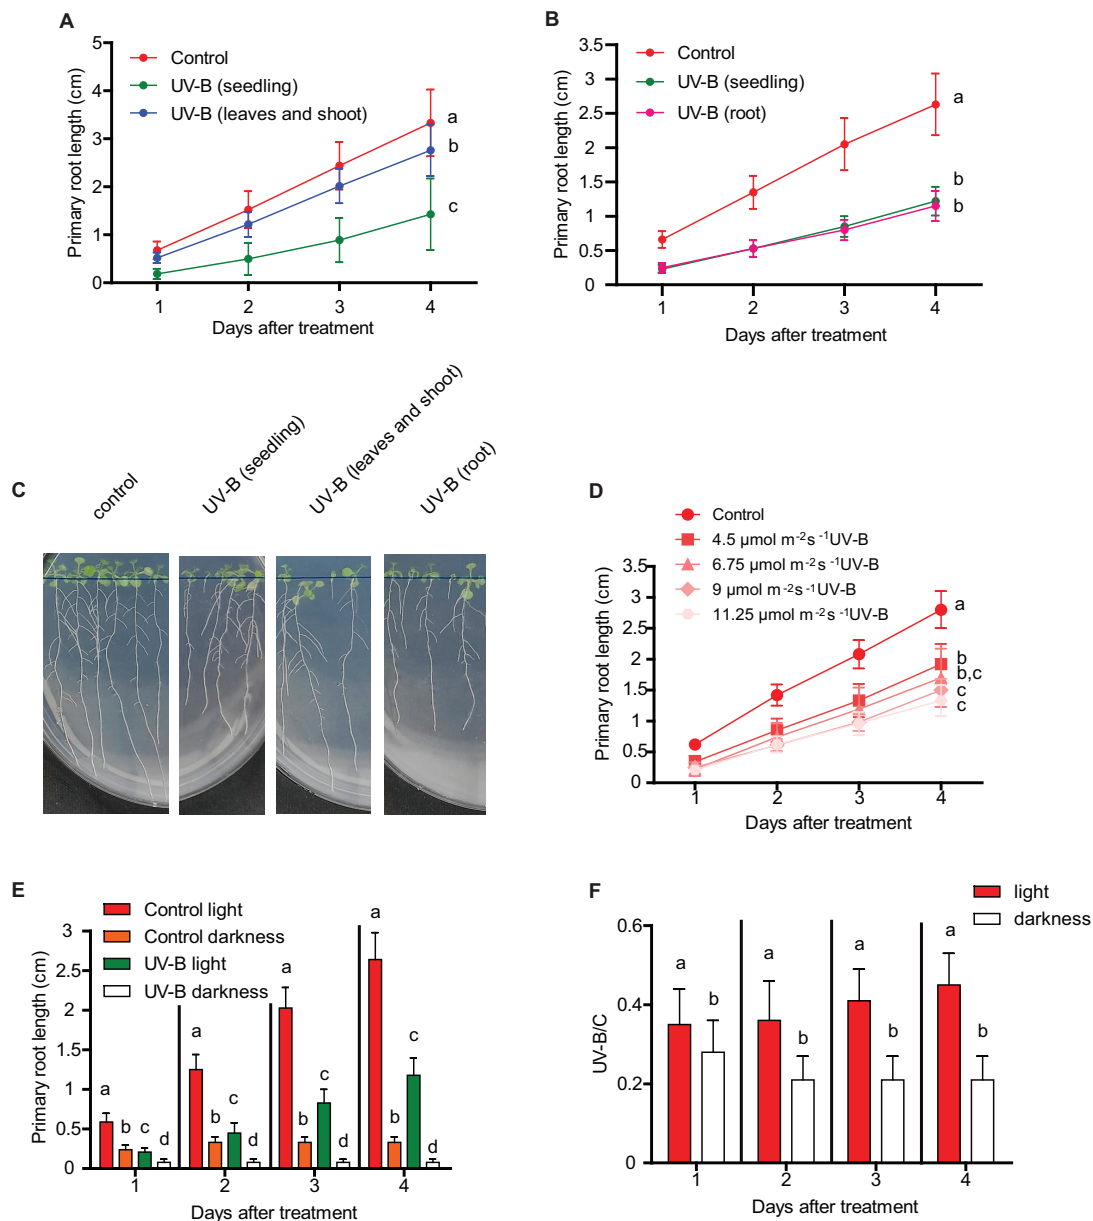 A
Primary root length (cm)
5
4
3
2
1
0
Control
UV-B (seedling)
UV-B (leaves and shoot)
a
b
c
1 2 3 4
Days after treatment
B
Primary root length (cm)
3.5
3
2.5
2
1.5
1
0.5
0
Control
UV-B (seedling)
UV-B (root)
a
b
b
1 2 3 4
Days after treatment
C
control
UV-B (seedling)
UV-B (leaves and shoot)
UV-B (root)
D
Control
4.5 µmol m⁻²s ⁻¹UV-B
6.75 µmol m⁻²s ⁻¹UV-B
9 µmol m⁻²s ⁻¹UV-B
11.25 µmol m⁻²s ⁻¹UV-B
Primary root length (cm)
3.5
3
2.5
2
1.5
1
0.5
0
a
b
b,c
c
c
1 2 3 4
Days after treatment
E
Control light
Control darkness
UV-B light
UV-B darkness
Primary root length (cm)
3
2.5
2
1.5
1
0.5
0
a b c d
a b c d
a b c d
a b c d
1 2 3 4
Days after treatment
F
light
darkness
UV-B/C
0.6
0.4
0.2
0
a b
a b
a b
a b
1 2 3 4
Days after treatment